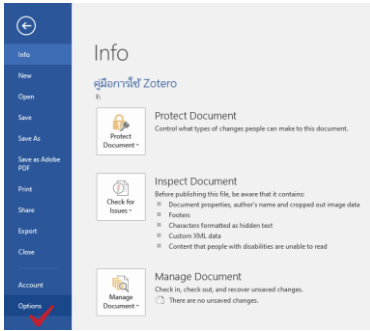 Info
New
Open
Save
Save As
Save as Adobe
PDF
Print
Share
Export
Close
Account
Options
Info
คู่มือการใช้ Zotero
Protect
Document
Protect Document
Control what types of changes people can make to this document.
Check for
Issues
Inspect Document
Before publishing this file, be aware that it contains:
Document properties, author's name and cropped out image data
Footers
Characters formatted as hidden text
Custom XML data
Content that people with disabilities are unable to read
Manage
Document
Manage Document
Check in, check out, and recover unsaved changes.
There are no unsaved changes.